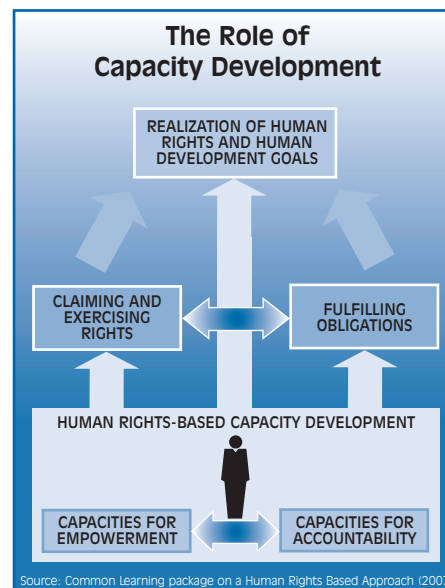 The Role of
Capacity Development
REALIZATION OF HUMAN
RIGHTS AND HUMAN
DEVELOPMENT GOALS
CLAIMING AND
EXERCISING
RIGHTS
FULFILLING
OBLIGATIONS
HUMAN RIGHTS-BASED CAPACITY DEVELOPMENT
CAPACITIES FOR
EMPOWERMENT
CAPACITIES FOR
ACCOUNTABILITY
Source: Common Learning package on a Human Rights Based Approach